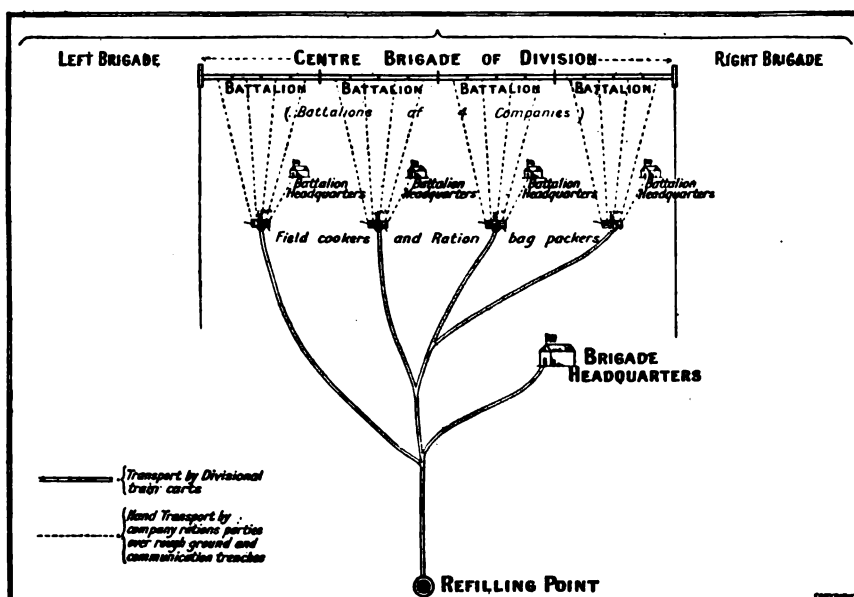 LEFT BRIGADE
CENTRE BRIGADE OF DIVISION
RIGHT BRIGADE
BATTALION BATTALION BATTALION BATTALION
(Battalions of 4 Companies)
Battalion Headquarters
Battalion Headquarters
Battalion Headquarters
Battalion Headquarters
Field cookers and Ration bag packers
BRIGADE
HEADQUARTERS
Transport by Divisional
train carts
Hand Transport by
company rations parties
over rough ground and
communication trenches
REFILLING POINT